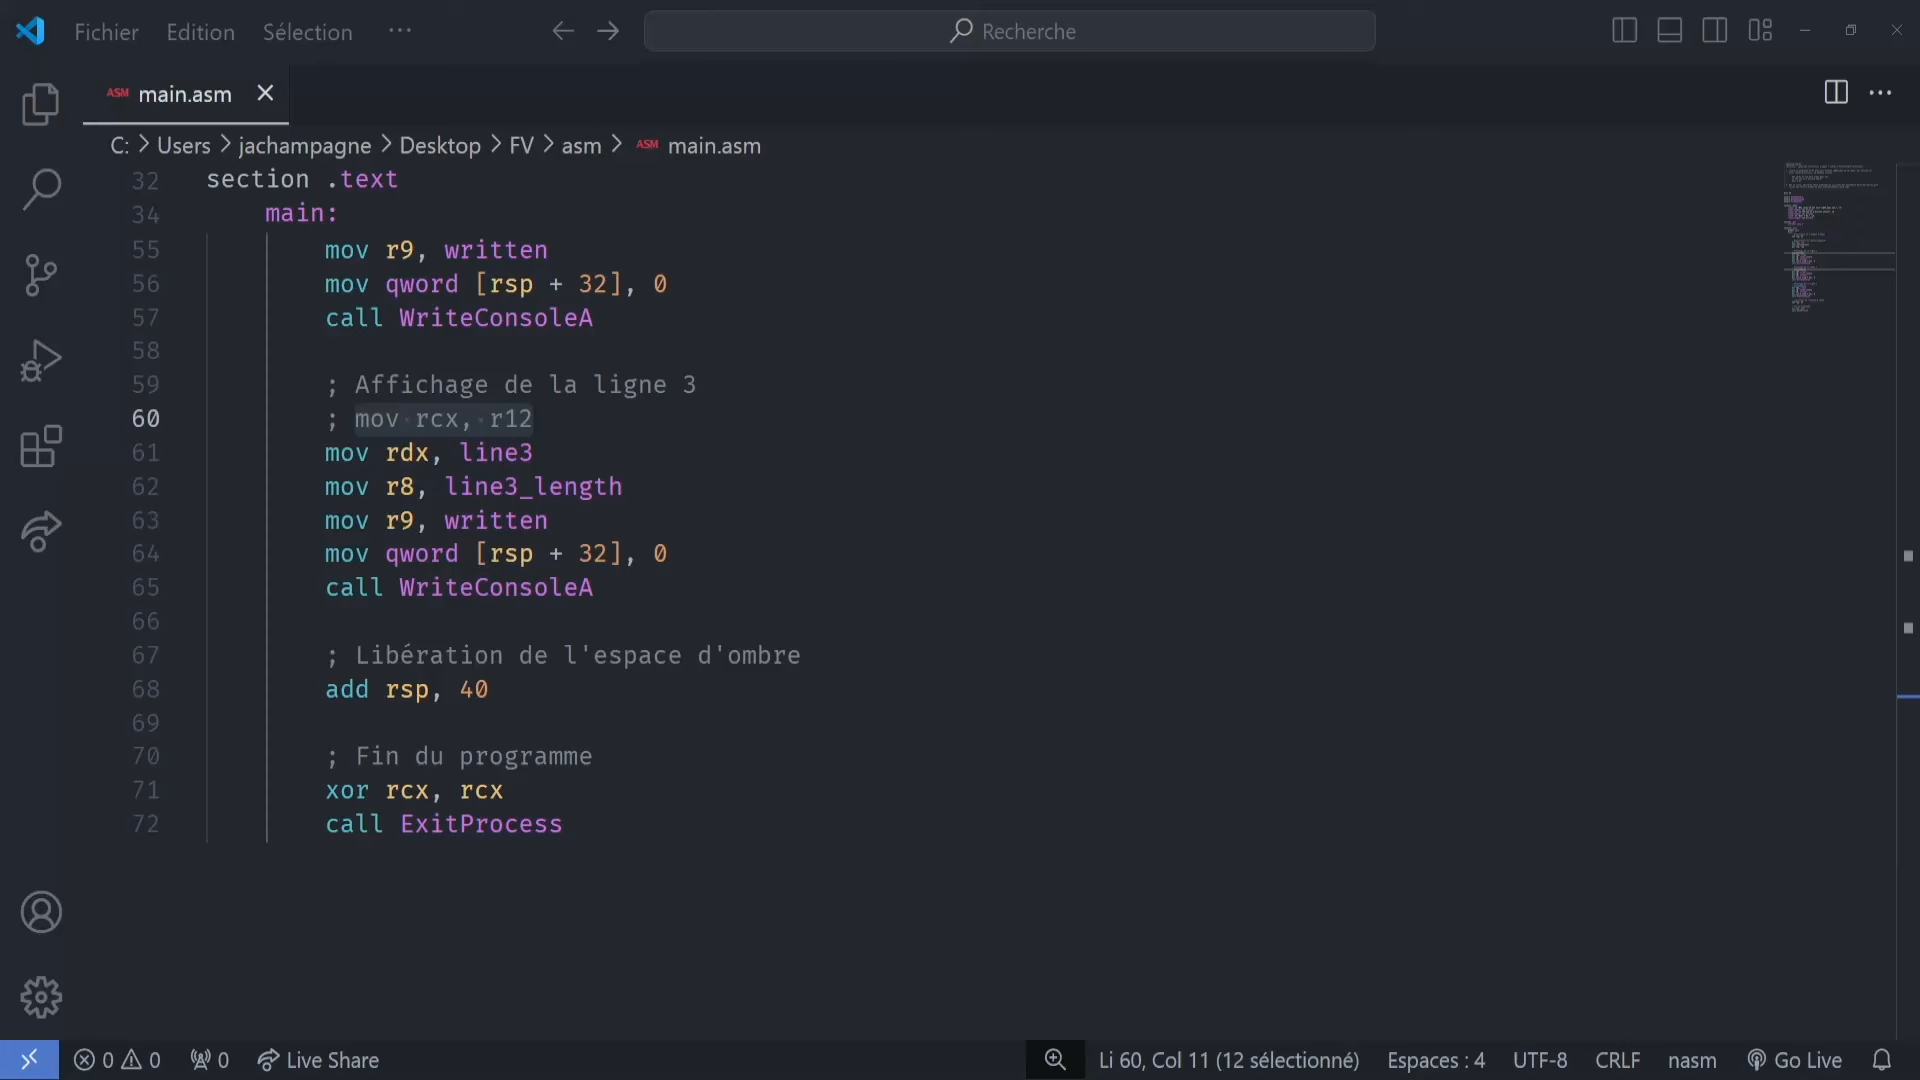 Fichier Edition Sélection ··· Recherche
ASM main.asm
C: > Users > jachampagne > Desktop > FV > asm > ASM main.asm
32 section .text
34 main:
55 mov r9, written
56 mov qword [rsp + 32], 0
57 call WriteConsoleA
58
59 ; Affichage de la ligne 3
60 ; mov rcx, r12
61 mov rdx, line3
62 mov r8, line3_length
63 mov r9, written
64 mov qword [rsp + 32], 0
65 call WriteConsoleA
66
67 ; Libération de l'espace d'ombre
68 add rsp, 40
69
70 ; Fin du programme
71 xor rcx, rcx
72 call ExitProcess
0 0 0 Live Share Li 60, Col 11 (12 sélectionné) Espaces : 4 UTF-8 CRLF nasm Go Live